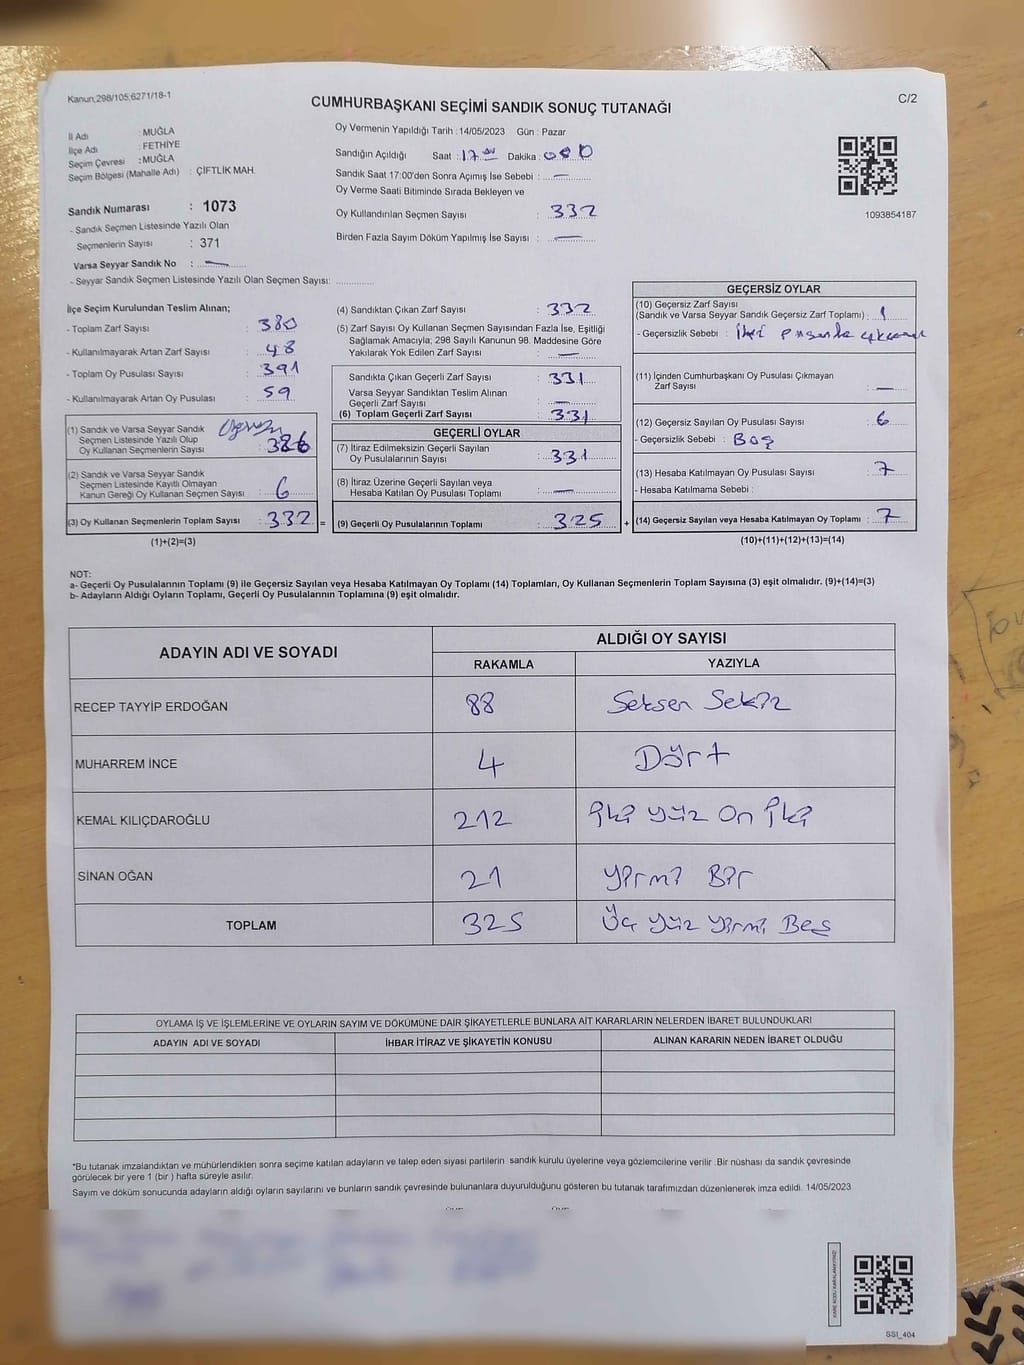 Kanun;298/105;6271/18-1
CUMHURBAŞKANI SEÇİMİ SANDIK SONUÇ TUTANAĞI
C/2
İl Adı : MUĞLA
İlçe Adı : FETHİYE
Seçim Çevresi : MUĞLA
Seçim Bölgesi (Mahalle Adı) : ÇİFTLİK MAH.
Sandık Numarası : 1073
- Sandık Seçmen Listesinde Yazılı Olan
Seçmenlerin Sayısı : 371
Varsa Seyyar Sandık No : —
- Seyyar Sandık Seçmen Listesinde Yazılı Olan Seçmen Sayısı:
Oy Vermenin Yapıldığı Tarih : 14/05/2023 Gün : Pazar
Sandığın Açıldığı Saat : 17 Dakika :
Sandık Saat 17:00'den Sonra Açımış İse Sebebi : —
Oy Verme Saati Bitiminde Sırada Bekleyen ve
Oy Kullandırılan Seçmen Sayısı : 332
Birden Fazla Sayım Döküm Yapılmış İse Sayısı : —
1093854187
İlçe Seçim Kurulundan Teslim Alınan;
- Toplam Zarf Sayısı : 380
- Kullanılmayarak Artan Zarf Sayısı : 48
- Toplam Oy Pusulası Sayısı : 391
- Kullanılmayarak Artan Oy Pusulası : 59
(1) Sandık ve Varsa Seyyar Sandık
Seçmen Listesinde Yazılı Olup
Oy Kullanan Seçmenlerin Sayısı : 326
(2) Sandık ve Varsa Seyyar Sandık
Seçmen Listesinde Kayıtlı Olmayan
Kanun Gereği Oy Kullanan Seçmen Sayısı : 6
(3) Oy Kullanan Seçmenlerin Toplam Sayısı : 332 =
(1)+(2)=(3)
(4) Sandıktan Çıkan Zarf Sayısı : 332
(5) Zarf Sayısı Oy Kullanan Seçmen Sayısından Fazla İse, Eşitliği
Sağlamak Amacıyla; 298 Sayılı Kanunun 98. Maddesine Göre
Yakılarak Yok Edilen Zarf Sayısı : —
Sandıkta Çıkan Geçerli Zarf Sayısı : 331
Varsa Seyyar Sandıktan Teslim Alınan
Geçerli Zarf Sayısı : —
(6) Toplam Geçerli Zarf Sayısı : 331
GEÇERLİ OYLAR
(7) İtiraz Edilmeksizin Geçerli Sayılan
Oy Pusulalarının Sayısı : 331
(8) İtiraz Üzerine Geçerli Sayılan veya
Hesaba Katılan Oy Pusulası Toplamı : —
(9) Geçerli Oy Pusulalarının Toplamı : 325 +
GEÇERSİZ OYLAR
(10) Geçersiz Zarf Sayısı
(Sandık ve Varsa Seyyar Sandık Geçersiz Zarf Toplamı) : 1
- Geçersizlik Sebebi : İki pusula
(11) İçinden Cumhurbaşkanı Oy Pusulası Çıkmayan
Zarf Sayısı : —
(12) Geçersiz Sayılan Oy Pusulası Sayısı : 6
- Geçersizlik Sebebi : Boş
(13) Hesaba Katılmayan Oy Pusulası Sayısı : 7
- Hesaba Katılmama Sebebi :
(14) Geçersiz Sayılan veya Hesaba Katılmayan Oy Toplamı : 7
(10)+(11)+(12)+(13)=(14)
NOT:
a- Geçerli Oy Pusulalarının Toplamı (9) ile Geçersiz Sayılan veya Hesaba Katılmayan Oy Toplamı (14) Toplamları, Oy Kullanan Seçmenlerin Toplam Sayısına (3) eşit olmalıdır. (9)+(14)=(3)
b- Adayların Aldığı Oyların Toplamı, Geçerli Oy Pusulalarının Toplamına (9) eşit olmalıdır.
ADAYIN ADI VE SOYADI ALDIĞI OY SAYISI
RAKAMLA YAZIYLA
RECEP TAYYİP ERDOĞAN 88 Seksen Sekiz
MUHARREM İNCE 4 Dört
KEMAL KILIÇDAROĞLU 212 İki yüz On İki
SİNAN OĞAN 21 Yirmi Bir
TOPLAM 325 Üç yüz Yirmi Beş
OYLAMA İŞ VE İŞLEMLERİNE VE OYLARIN SAYIM VE DÖKÜMÜNE DAİR ŞİKAYETLERLE BUNLARA AİT KARARLARIN NELERDEN İBARET BULUNDUKLARI
ADAYIN ADI VE SOYADI İHBAR İTİRAZ VE ŞİKAYETİN KONUSU ALINAN KARARIN NEDEN İBARET OLDUĞU
*Bu tutanak imzalandıktan ve mühürlendikten sonra seçime katılan adayların ve talep eden siyasi partilerin sandık kurulu üyelerine veya gözlemcilerine verilir .Bir nüshası da sandık çevresinde
görülecek bir yere 1 (bir ) hafta süreyle asılır.
Sayım ve döküm sonucunda adayların aldığı oyların sayılarını ve bunların sandık çevresinde bulunanlara duyurulduğunu gösteren bu tutanak tarafımızdan düzenlenerek imza edildi. 14/05/2023
KARE KODU KARALAMAYINIZ!
SSI_404